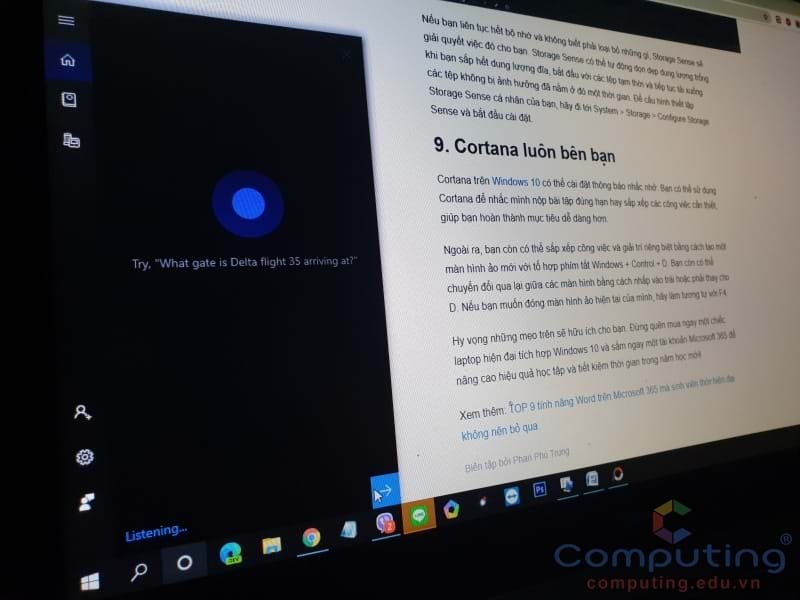 Nếu bạn liên tục hết bộ nhớ và không biết phải loại bỏ những gì, Storage Sense sẽ
giải quyết việc đó cho bạn. Storage Sense có thể tự động dọn dẹp dung lượng trống
khi bạn sắp hết dung lượng đĩa, bắt đầu với các tệp tạm thời và tiếp tục tải xuống
các tệp không bị ảnh hưởng đã nằm ở đó một thời gian. Để cấu hình thiết lập
Storage Sense cá nhân của bạn, hãy đi tới System > Storage > Configure Storage
Sense và bắt đầu cài đặt.
9. Cortana luôn bên bạn
Cortana trên Windows 10 có thể cài đặt thông báo nhắc nhở. Bạn có thể sử dụng
Cortana để nhắc mình nộp bài tập đúng hạn hay sắp xếp các công việc cần thiết,
giúp bạn hoàn thành mục tiêu dễ dàng hơn.
Ngoài ra, bạn còn có thể sắp xếp công việc và giải trí riêng biệt bằng cách tạo một
màn hình ảo mới với tổ hợp phím tắt Windows + Control + D. Bạn còn có thể
chuyển đổi qua lại giữa các màn hình bằng cách nhấp vào trái hoặc phải thay cho
D. Nếu bạn muốn đóng màn hình ảo hiện tại của mình, hãy làm tương tự với F4.
Hy vọng những mẹo trên sẽ hữu ích cho bạn. Đừng quên mua ngay một chiếc
laptop hiện đại tích hợp Windows 10 và sắm ngay một tài khoản Microsoft 365 để
nâng cao hiệu quả học tập và tiết kiệm thời gian trong năm học mới!
Xem thêm: TOP 9 tính năng Word trên Microsoft 365 mà sinh viên thời hiện đại
không nên bỏ qua
Biên tập bởi Phan Phú Trung
Try, "What gate is Delta flight 35 arriving at?"
Listening...
DEV
2
LINE
Ps
Computing®
computing.edu.vn